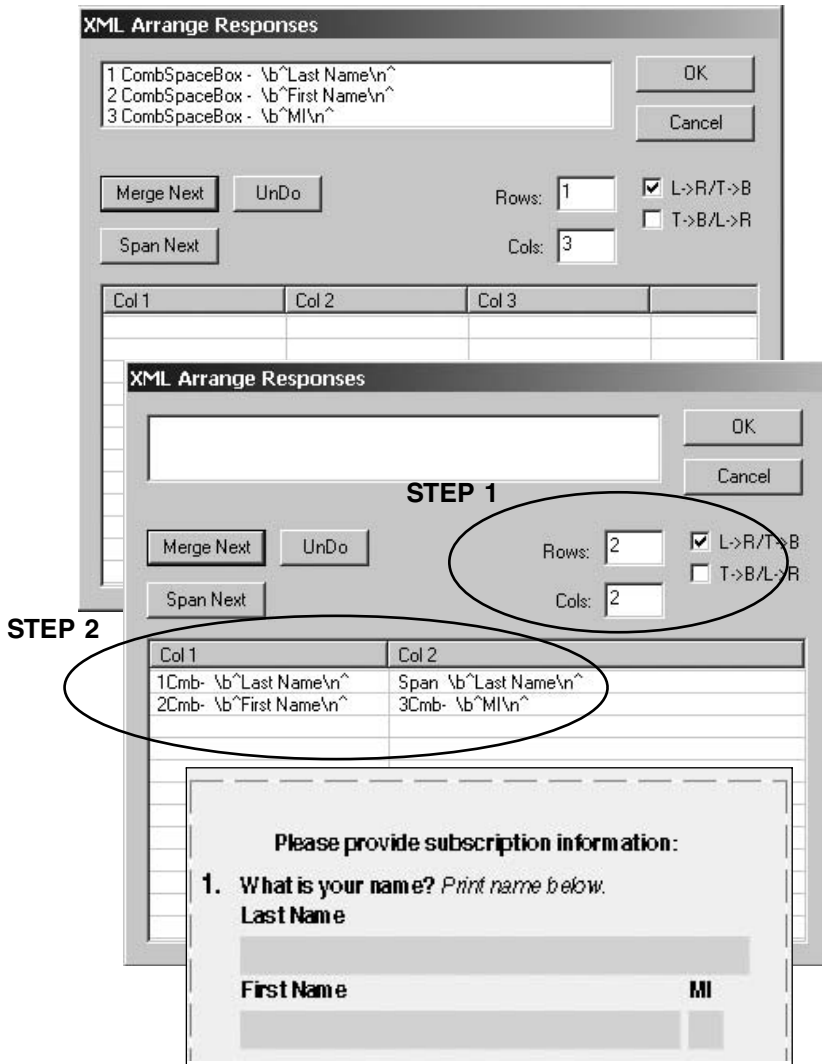 XML Arrange Responses
1 CombSpaceBox - \b^Last Name\n^
2 CombSpaceBox - \b^First Name\n^
3 CombSpaceBox - \b^MI\n^
OK
Cancel
Merge Next UnDo
Rows: 1
L->R/T->B
T->B/L->R
Span Next
Cols: 3
Col 1 Col 2 Col 3
XML Arrange Responses
OK
Cancel
STEP 1
Merge Next UnDo
Rows: 2
L->R/T->B
T->B/L->R
Span Next
Cols: 2
STEP 2
Col 1 Col 2
1Cmb- \b^Last Name\n^ Span \b^Last Name\n^
2Cmb- \b^First Name\n^ 3Cmb- \b^MI\n^
Please provide subscription information:
1. What is your name? Print name below.
Last Name
First Name MI